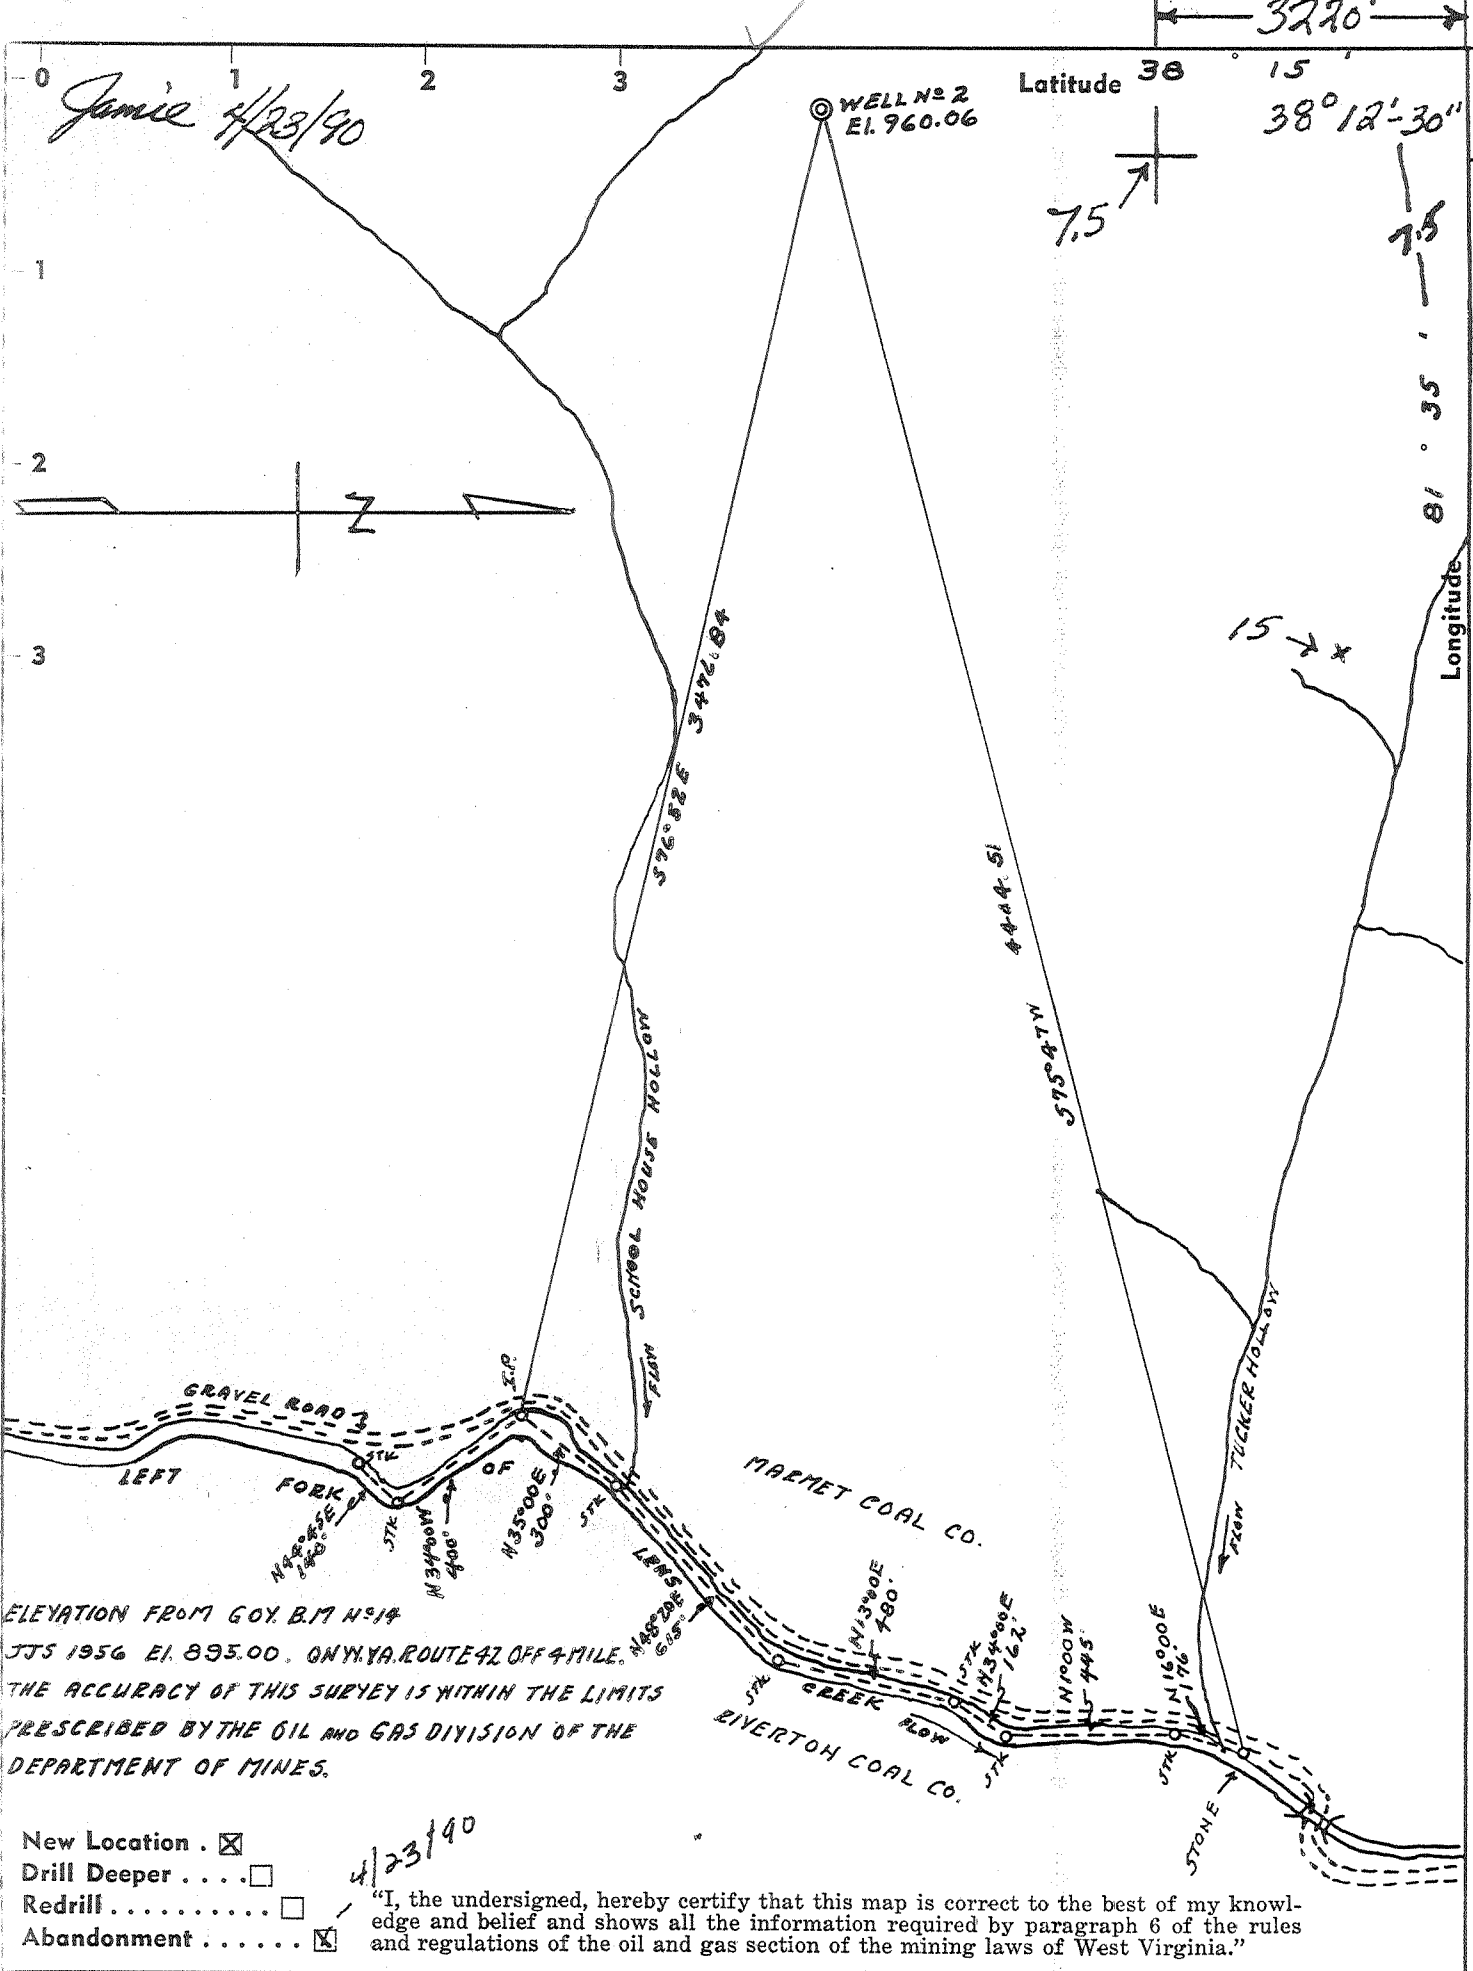 3220'
0 1 2 3
Latitude 38 ° 15 '
Jamie 4/23/90
WELL Nº 2
El. 960.06
38° 12'-30"
7.5
7.5
1
2
3
81 ° 35 '
Longitude
N
15 → x
S76°52E 3476.84
4404.51
S75°47W
SCHOOL HOUSE HOLLOW
FLOW
TUCKER HOLLOW
FLOW
I.P.
GRAVEL ROAD
LEFT FORK OF LENS CREEK
STK
N44°45E
140'
STK
N34°00W
400'
N35°00E
300'
STK
N48°20E
615'
STK
N13°00E
480'
STK
N34°00E
162'
STK
N1°00W
445'
N16°00E
176'
STK
STONE
FLOW
MARMET COAL CO.
RIVERTON COAL CO.
ELEVATION FROM GOV. B.M Nº 14
JJS 1956 El. 895.00. ON W.VA. ROUTE 42 OFF 4 MILE.
THE ACCURACY OF THIS SURVEY IS WITHIN THE LIMITS
PRESCRIBED BY THE OIL AND GAS DIVISION OF THE
DEPARTMENT OF MINES.
New Location . ☒
Drill Deeper . . . . ☐
Redrill . . . . . . . . . . ☐
Abandonment . . . . . . ☒
4/23/90
"I, the undersigned, hereby certify that this map is correct to the best of my knowl-
edge and belief and shows all the information required by paragraph 6 of the rules
and regulations of the oil and gas section of the mining laws of West Virginia."